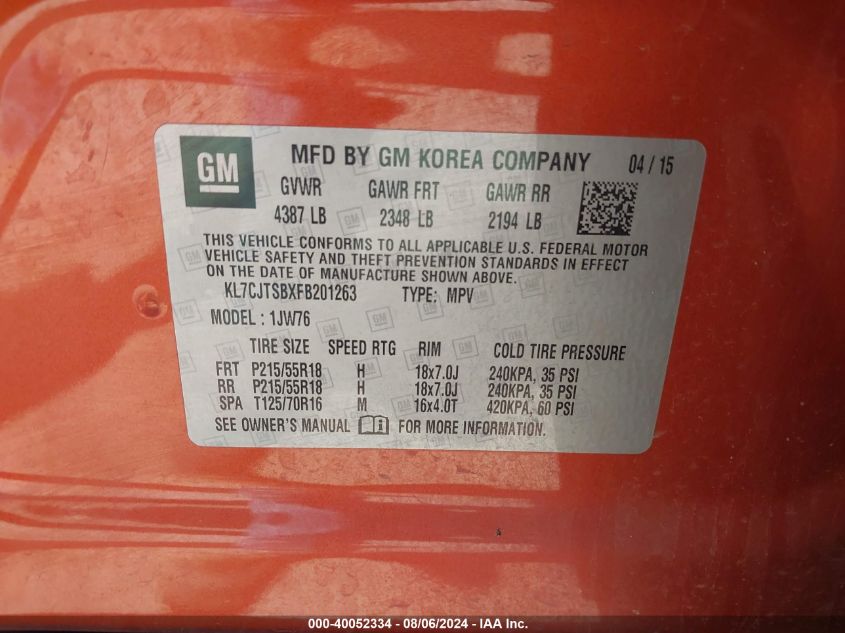 GM MFD BY GM KOREA COMPANY 04 / 15
GVWR GAWR FRT GAWR RR
4387 LB 2348 LB 2194 LB
THIS VEHICLE CONFORMS TO ALL APPLICABLE U.S. FEDERAL MOTOR
VEHICLE SAFETY AND THEFT PREVENTION STANDARDS IN EFFECT
ON THE DATE OF MANUFACTURE SHOWN ABOVE.
KL7CJTSBXFB201263 TYPE: MPV
MODEL : 1JW76
TIRE SIZE SPEED RTG RIM COLD TIRE PRESSURE
FRT P215/55R18 H 18x7.0J 240KPA, 35 PSI
RR P215/55R18 H 18x7.0J 240KPA, 35 PSI
SPA T125/70R16 M 16x4.0T 420KPA, 60 PSI
SEE OWNER'S MANUAL i FOR MORE INFORMATION.
000-40052334 - 08/06/2024 - IAA Inc.